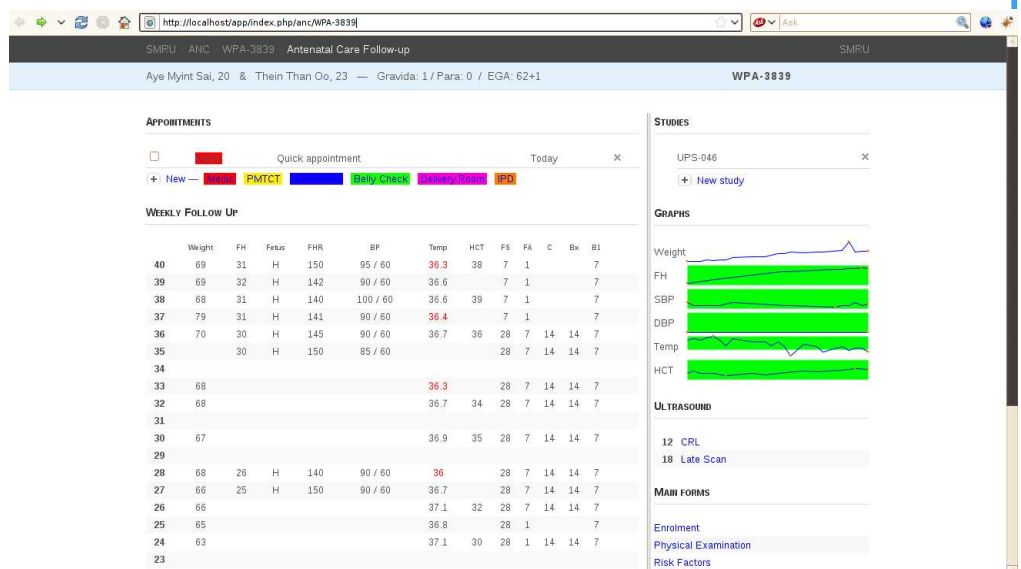 http://localhost/app/index.php/anc/WPA-3839
Ask
SMRU ANC WPA-3839 Antenatal Care Follow-up SMRU
Aye Myint Sai, 20 & Thein Than Oo, 23 — Gravida: 1 / Para: 0 / EGA: 62+1 WPA-3839
APPOINTMENTS
Quick appointment Today ×
+ New — Medic PMTCT Belly Check Delivery Room IPD
WEEKLY FOLLOW UP
Weight FH Fetus FHR BP Temp HCT FS FA C Bx B1
40 69 31 H 150 95 / 60 36.3 38 7 1 7
39 69 32 H 142 90 / 60 36.6 7 1 7
38 68 31 H 140 100 / 60 36.6 39 7 1 7
37 79 31 H 141 90 / 60 36.4 7 1 7
36 70 30 H 145 90 / 60 36.7 36 28 7 14 14 7
35 30 H 150 85 / 60 28 7 14 14 7
34
33 68 36.3 28 7 14 14 7
32 68 36.7 34 28 7 14 14 7
31
30 67 36.9 35 28 7 14 14 7
29
28 68 26 H 140 90 / 60 36 28 7 14 14 7
27 66 25 H 150 90 / 60 36.7 28 7 14 14 7
26 66 37.1 32 28 7 14 14 7
25 65 36.8 28 1 7
24 63 37.1 30 28 1 14 14 7
23
STUDIES
UPS-046 ×
+ New study
GRAPHS
Weight
FH
SBP
DBP
Temp
HCT
ULTRASOUND
12 CRL
18 Late Scan
MAIN FORMS
Enrolment
Physical Examination
Risk Factors